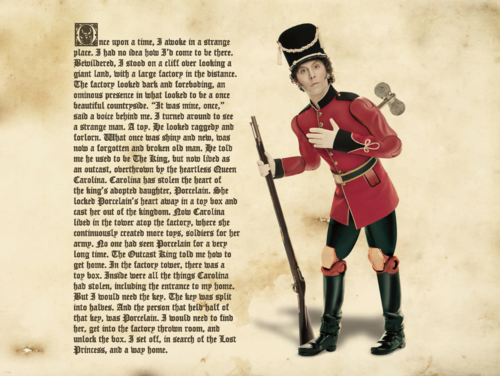 Once upon a time, I awoke in a strange
place. I had no idea how I'd come to be there.
Bewildered, I stood on a cliff over looking a
giant land, with a large factory in the distance.
The factory looked dark and foreboding, an
ominous presence in what looked to be a once
beautiful countryside. "It was mine, once,"
said a voice behind me. I turned around to see
a strange man. A toy. He looked raggedy and
forlorn. What once was shiny and new, was
now a forgotten and broken old man. He told
me he used to be The King, but now lived as
an outcast, overthrown by the heartless Queen
Carolina. Carolina has stolen the heart of
the king's adopted daughter, Porcelain. She
locked Porcelain's heart away in a toy box and
cast her out of the kingdom. Now Carolina
lived in the tower atop the factory, where she
continuously created more toys, soldiers for her
army. No one had seen Porcelain for a very
long time. The Outcast King told me how to
get home. In the factory tower, there was a
toy box. Inside were all the things Carolina
had stolen, including the entrance to my home.
But I would need the key. The key was split
into halves. And the person that held half of
that key, was Porcelain. I would need to find
her, get into the factory thrown room, and
unlock the box. I set off, in search of the Lost
Princess, and a way home.